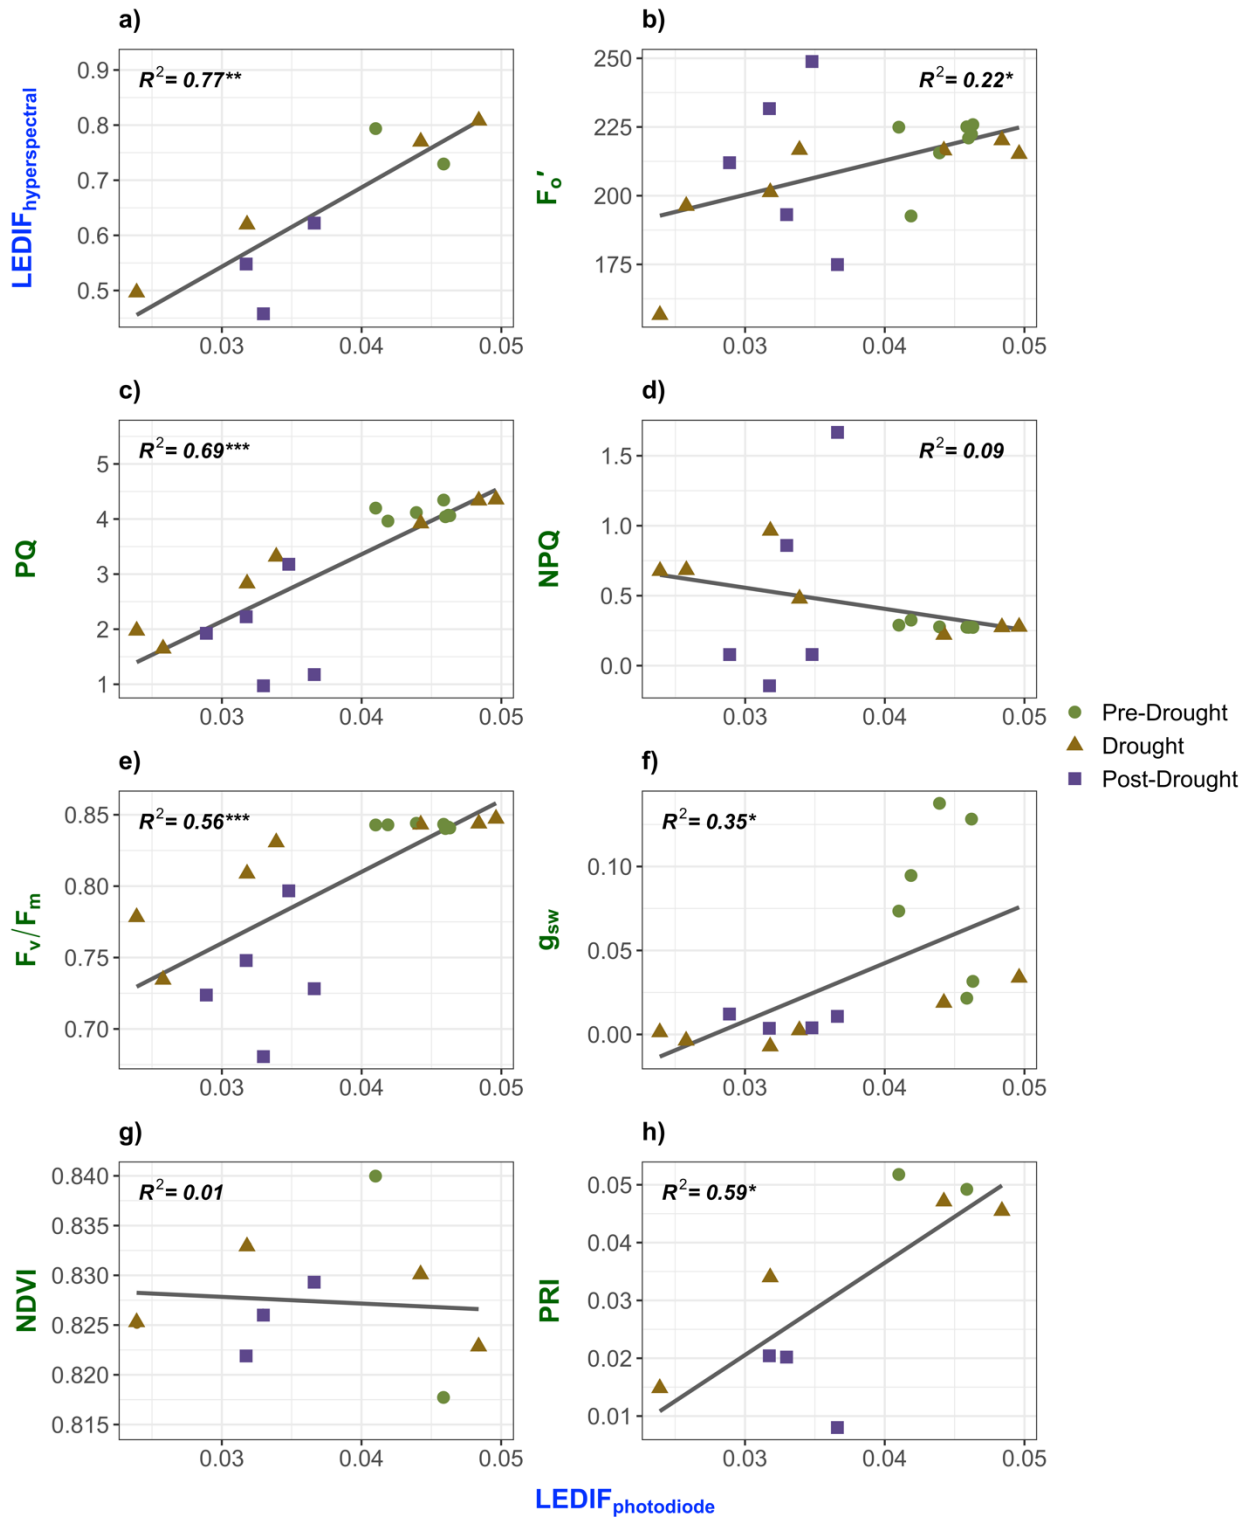 a)
R²= 0.77**
LEDIFhyperspectral
0.9
0.8
0.7
0.6
0.5
0.03 0.04 0.05
b)
R²= 0.22*
Fo′
250
225
200
175
0.03 0.04 0.05
c)
R²= 0.69***
PQ
5
4
3
2
1
0.03 0.04 0.05
d)
R²= 0.09
NPQ
1.5
1.0
0.5
0.0
0.03 0.04 0.05
Pre-Drought
Drought
Post-Drought
e)
R²= 0.56***
Fv/Fm
0.85
0.80
0.75
0.70
0.03 0.04 0.05
f)
R²= 0.35*
gsw
0.10
0.05
0.00
0.03 0.04 0.05
g)
R²= 0.01
NDVI
0.840
0.835
0.830
0.825
0.820
0.815
0.03 0.04 0.05
h)
R²= 0.59*
PRI
0.05
0.04
0.03
0.02
0.01
0.03 0.04 0.05
LEDIFphotodiode